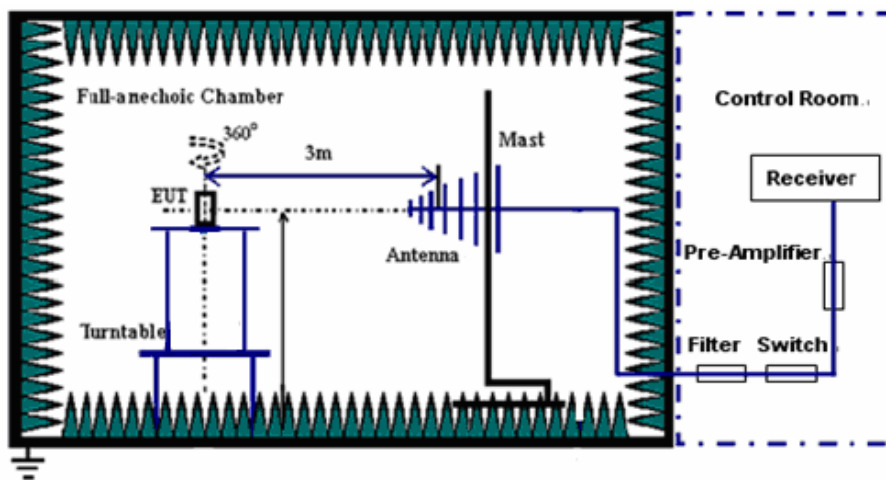 Full-anechoic Chamber
360°
3m
Mast
EUT
Antenna
Turntable
Control Room
Receiver
Pre-Amplifier
Filter
Switch